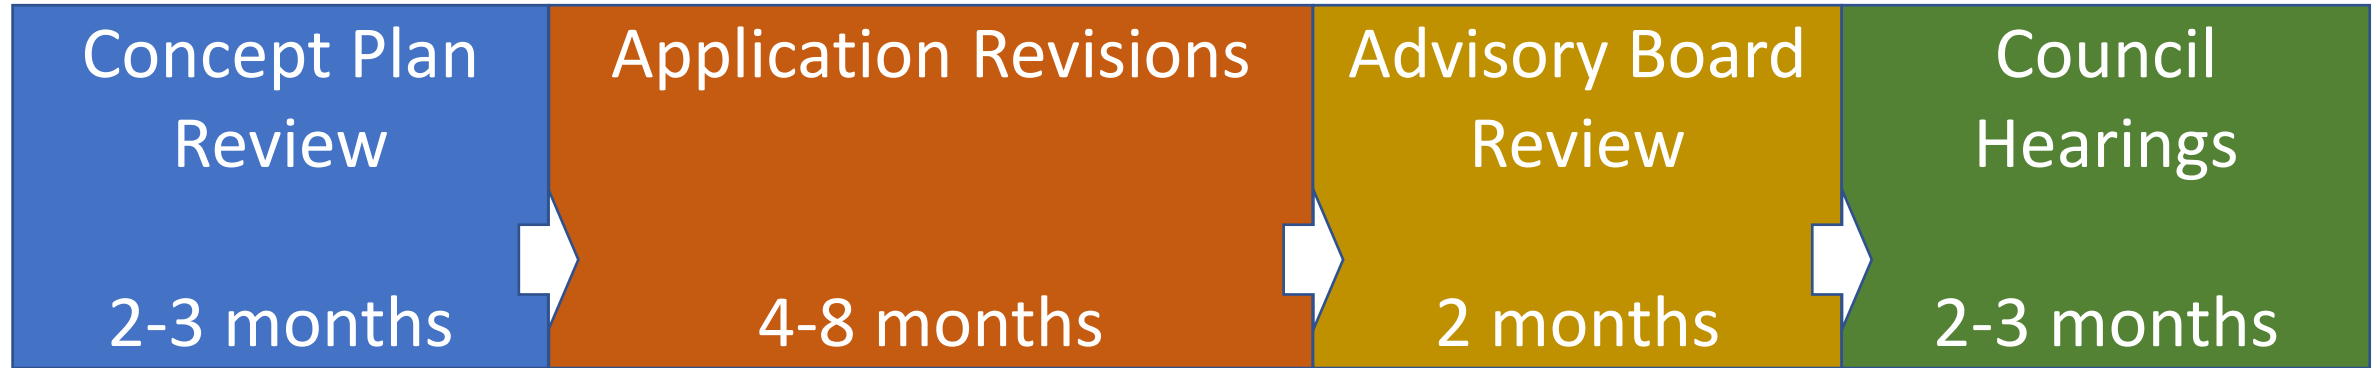 Concept Plan
Review
2-3 months
Application Revisions
4-8 months
Advisory Board
Review
2 months
Council
Hearings
2-3 months